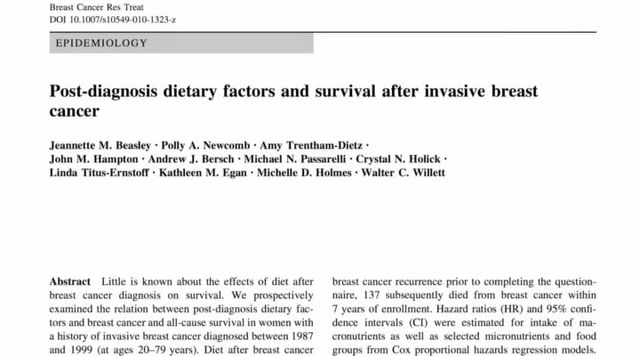 Breast Cancer Res Treat
DOI 10.1007/s10549-010-1323-z
EPIDEMIOLOGY
Post-diagnosis dietary factors and survival after invasive breast
cancer
Jeannette M. Beasley · Polly A. Newcomb · Amy Trentham-Dietz ·
John M. Hampton · Andrew J. Bersch · Michael N. Passarelli · Crystal N. Holick ·
Linda Titus-Ernstoff · Kathleen M. Egan · Michelle D. Holmes · Walter C. Willett
Abstract Little is known about the effects of diet after
breast cancer diagnosis on survival. We prospectively
examined the relation between post-diagnosis dietary fac-
tors and breast cancer and all-cause survival in women with
a history of invasive breast cancer diagnosed between 1987
and 1999 (at ages 20–79 years). Diet after breast cancer
breast cancer recurrence prior to completing the question-
naire, 137 subsequently died from breast cancer within
7 years of enrollment. Hazard ratios (HR) and 95% confi-
dence intervals (CI) were estimated for intake of ma-
cronutrients as well as selected micronutrients and food
groups from Cox proportional hazards regression models.